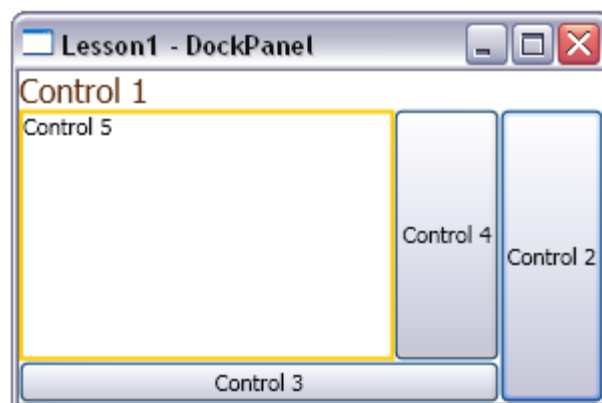 Lesson1 - DockPanel
Control 1
Control 5
Control 4
Control 2
Control 3